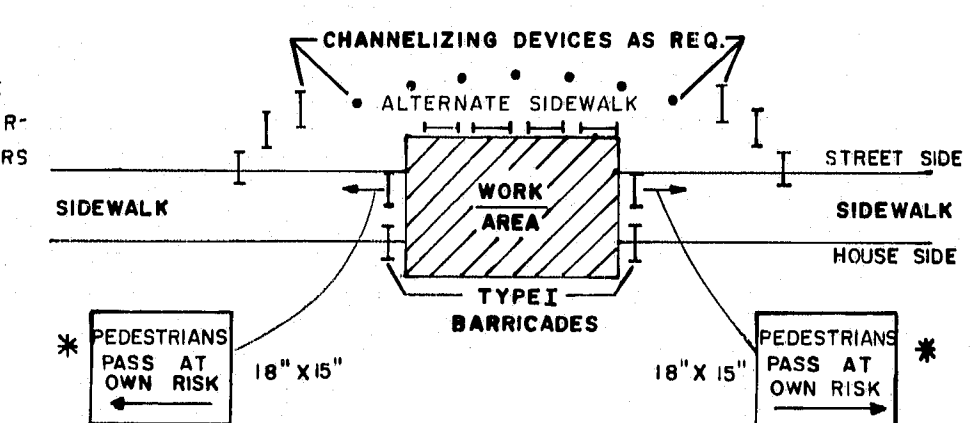 CHANNELIZING DEVICES AS REQ.
ALTERNATE SIDEWALK
R-
RS
STREET SIDE
SIDEWALK
WORK
AREA
SIDEWALK
HOUSE SIDE
TYPE I
BARRICADES
* PEDESTRIANS
PASS AT
OWN RISK
18" X 15"
18" X 15"
PEDESTRIANS *
PASS AT
OWN RISK